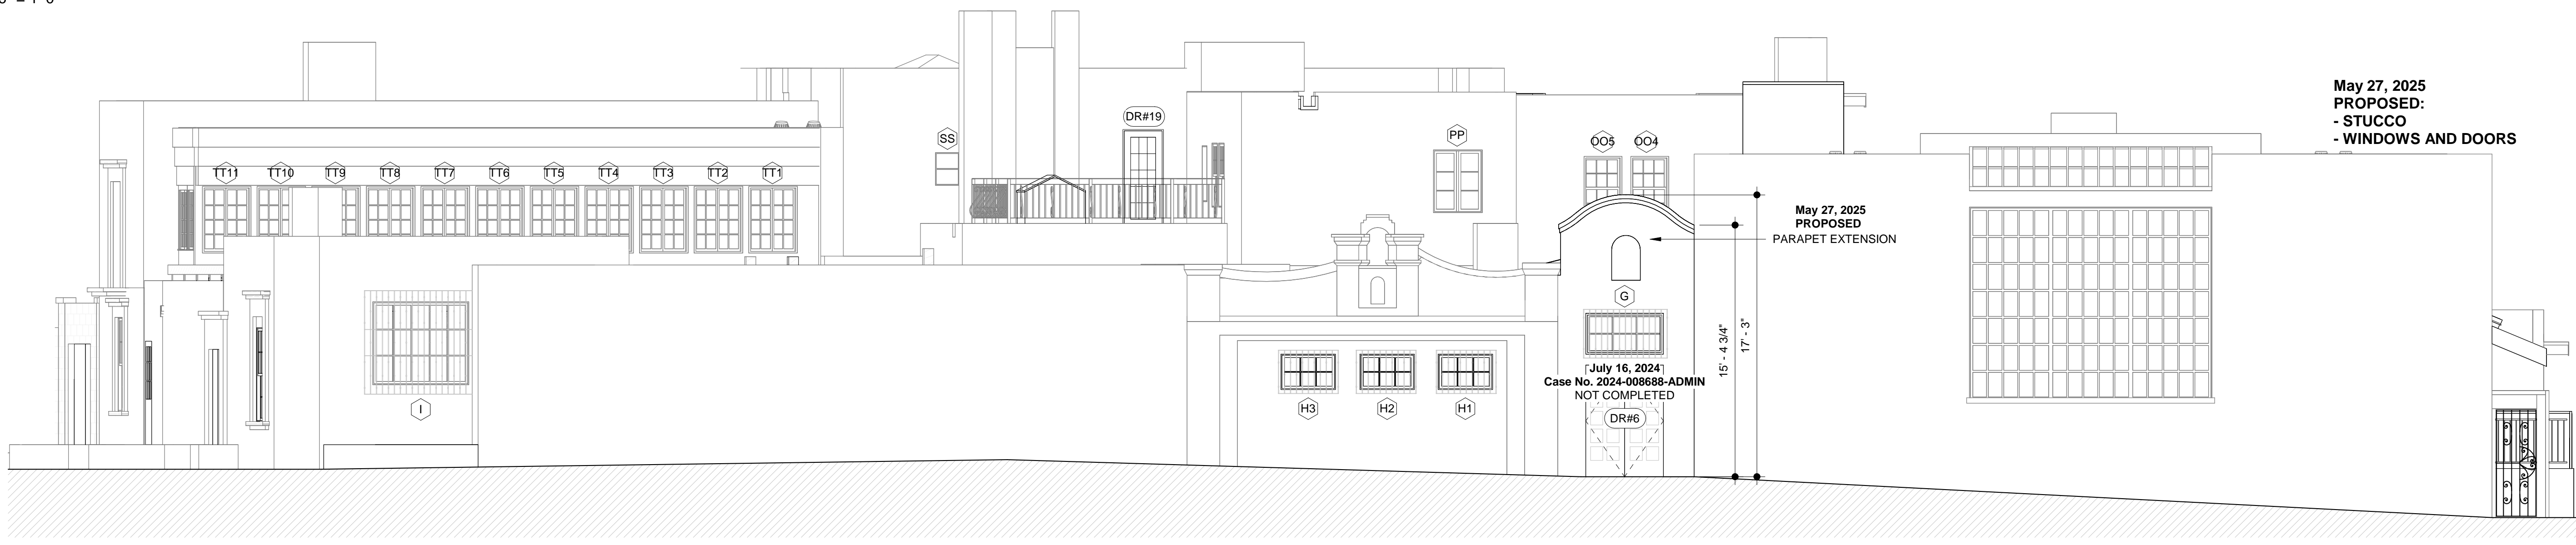 May 27, 2025
PROPOSED:
- STUCCO
- WINDOWS AND DOORS
DR#19
SS
PP
OO5
OO4
TT11
TT10
TT9
TT8
TT7
TT6
TT5
TT4
TT3
TT2
TT1
May 27, 2025
PROPOSED
PARAPET EXTENSION
G
15' - 4 3/4"
17' - 3"
July 16, 2024
Case No. 2024-008688-ADMIN
NOT COMPLETED
DR#6
I
H3
H2
H1